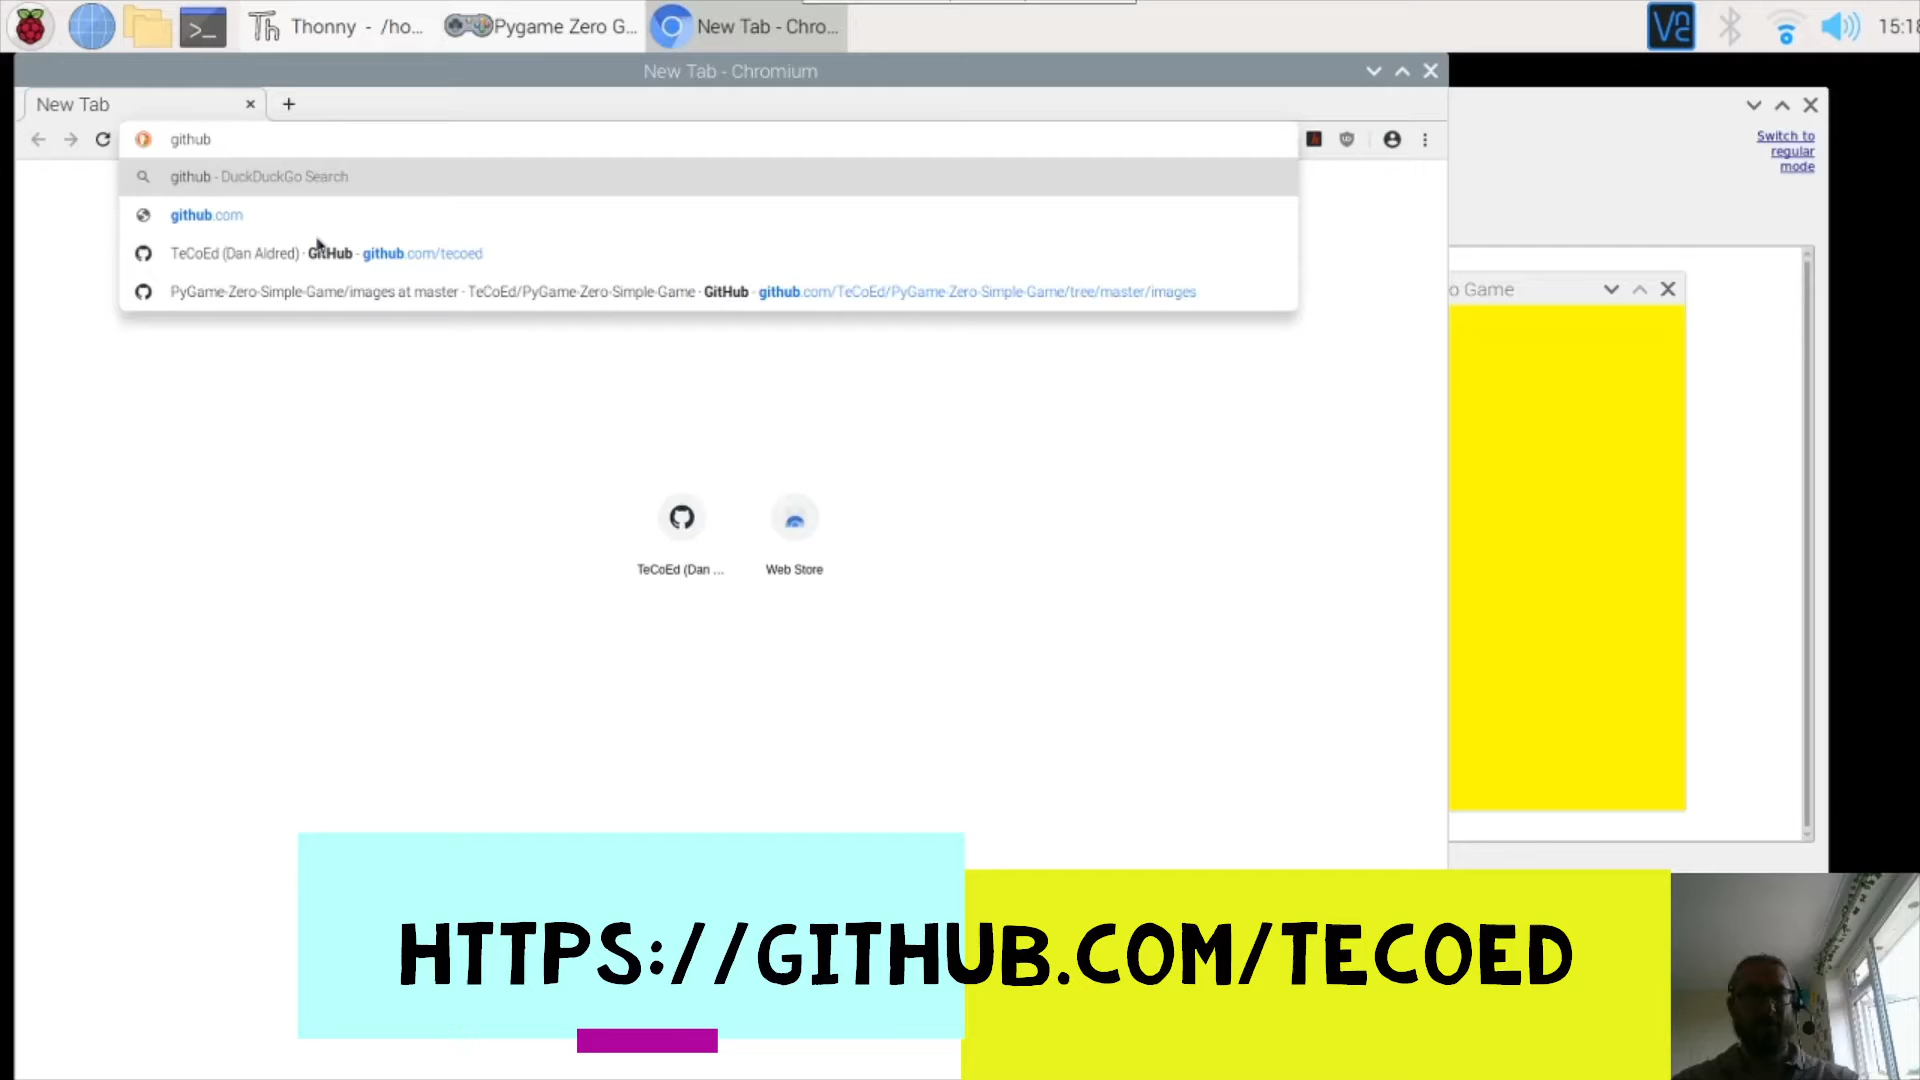 Thonny - /ho...
Pygame Zero G...
New Tab - Chro...
15:18
New Tab - Chromium
New Tab
Switch to
regular
mode
github
github - DuckDuckGo Search
github.com
TeCoEd (Dan Aldred) · GitHub - github.com/tecoed
PyGame-Zero-Simple-Game/images at master · TeCoEd/PyGame-Zero-Simple-Game · GitHub - github.com/TeCoEd/PyGame-Zero-Simple-Game/tree/master/images
o Game
TeCoEd (Dan ...
Web Store
HTTPS://GITHUB.COM/TECOED